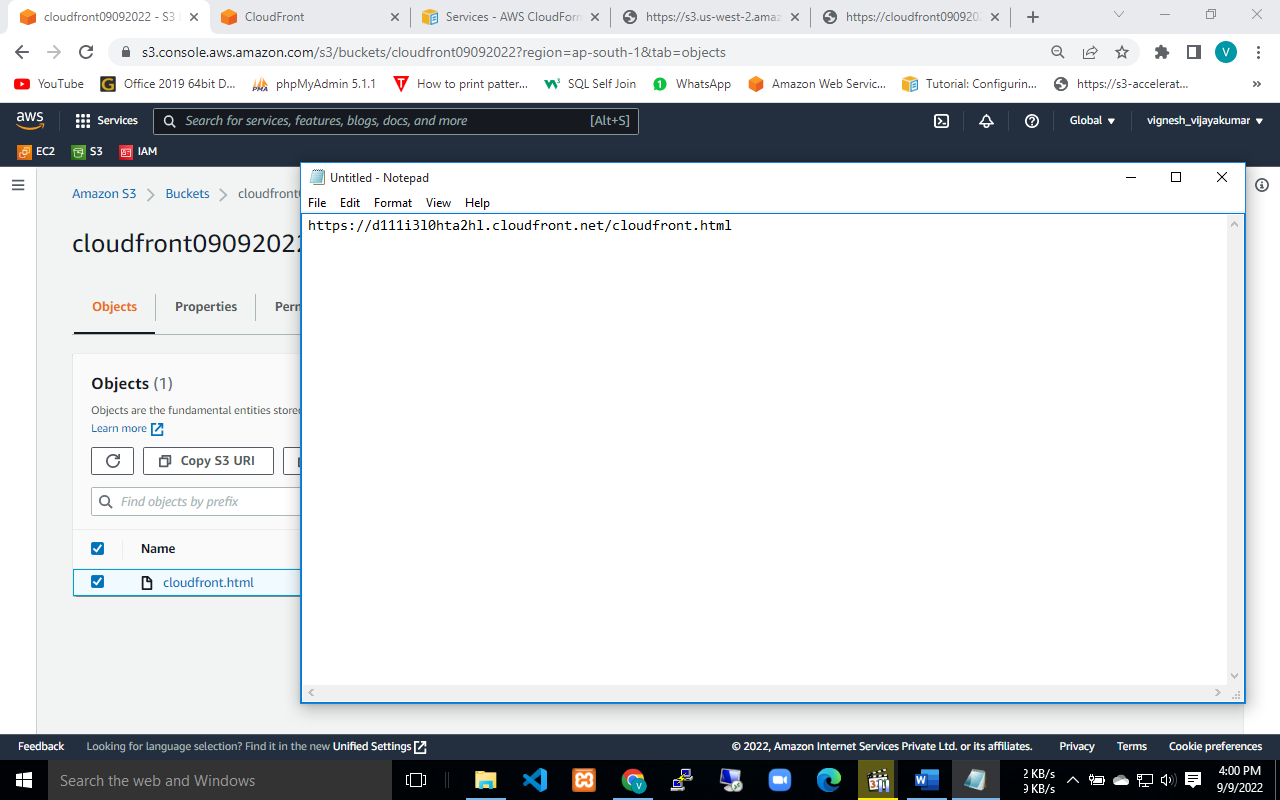 cloudfront09092022 - S3
CloudFront
Services - AWS CloudForm
https://s3.us-west-2.amaz
https://cloudfront090920
s3.console.aws.amazon.com/s3/buckets/cloudfront09092022?region=ap-south-1&tab=objects
V
YouTube
Office 2019 64bit D...
phpMyAdmin 5.1.1
How to print patter...
SQL Self Join
WhatsApp
Amazon Web Servic...
Tutorial: Configurin...
https://s3-accelerat...
»
aws
Services
Search for services, features, blogs, docs, and more
[Alt+S]
Global
vignesh_vijayakumar
EC2
S3
IAM
Untitled - Notepad
File Edit Format View Help
https://d111i3l0hta2hl.cloudfront.net/cloudfront.html
Amazon S3
Buckets
cloudfront
cloudfront09092022
Objects
Properties
Perm
Objects (1)
Objects are the fundamental entities stored
Learn more
Copy S3 URI
Find objects by prefix
Name
cloudfront.html
Feedback
Looking for language selection? Find it in the new Unified Settings
© 2022, Amazon Internet Services Private Ltd. or its affiliates.
Privacy
Terms
Cookie preferences
Search the web and Windows
2 KB/s
9 KB/s
4:00 PM
9/9/2022